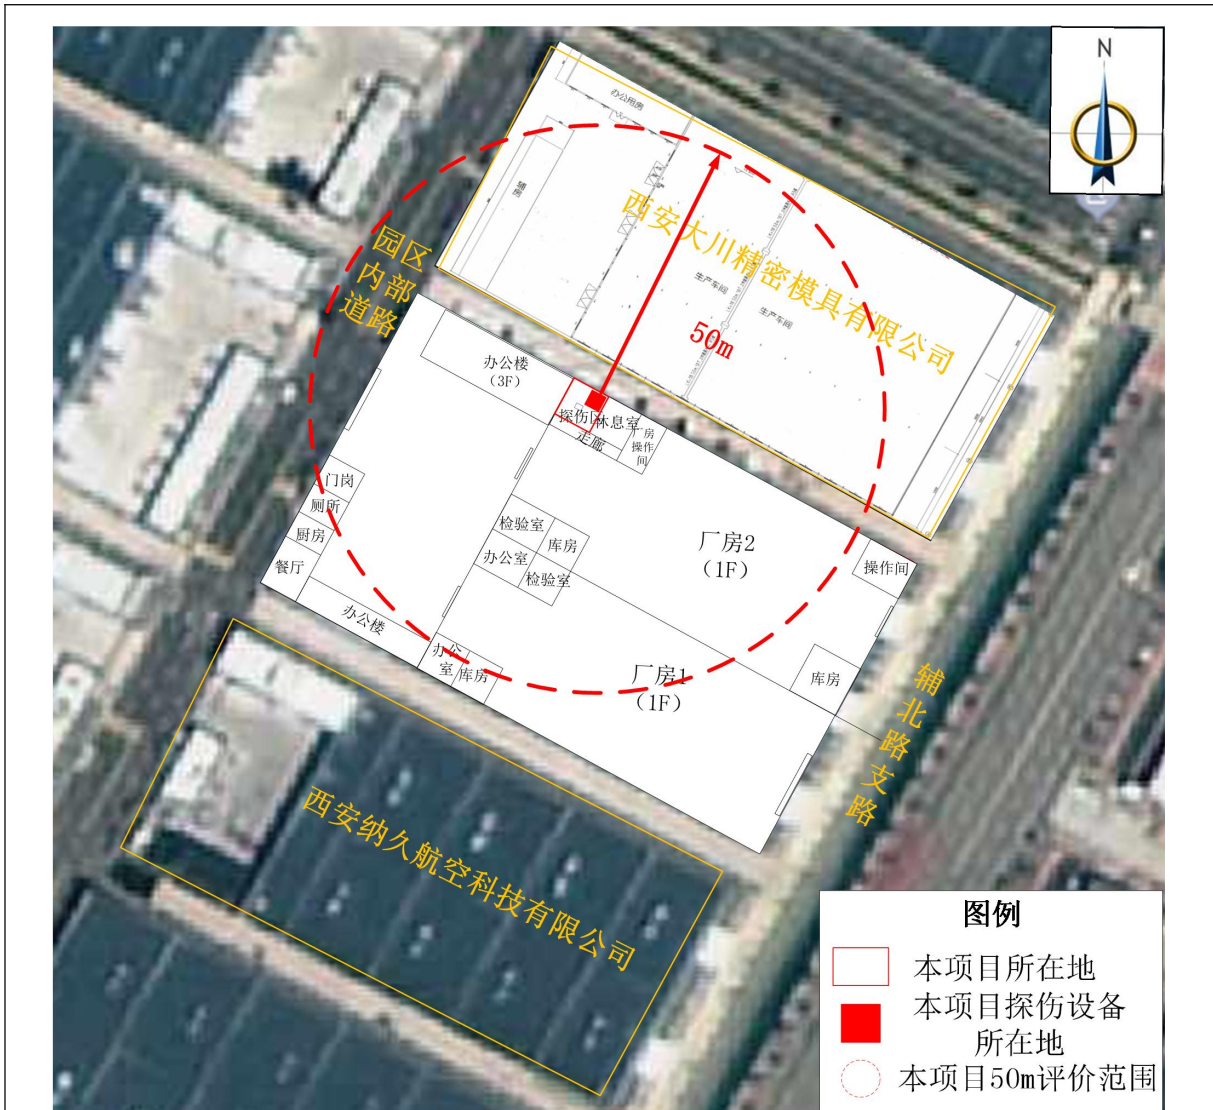 N
办公用房
辅房
西安大川精密模具有限公司
生产车间
生产车间
园区
内部
道路
50m
办公楼
(3F)
探伤区
休息室
走廊
厂房
操作
间
门岗
厕所
厨房
餐厅
检验室
库房
办公室
检验室
厂房2
(1F)
操作间
办公楼
办公
室
库房
厂房1
(1F)
库房
辅北路支路
西安纳久航空科技有限公司
图例
本项目所在地
本项目探伤设备
所在地
本项目50m评价范围